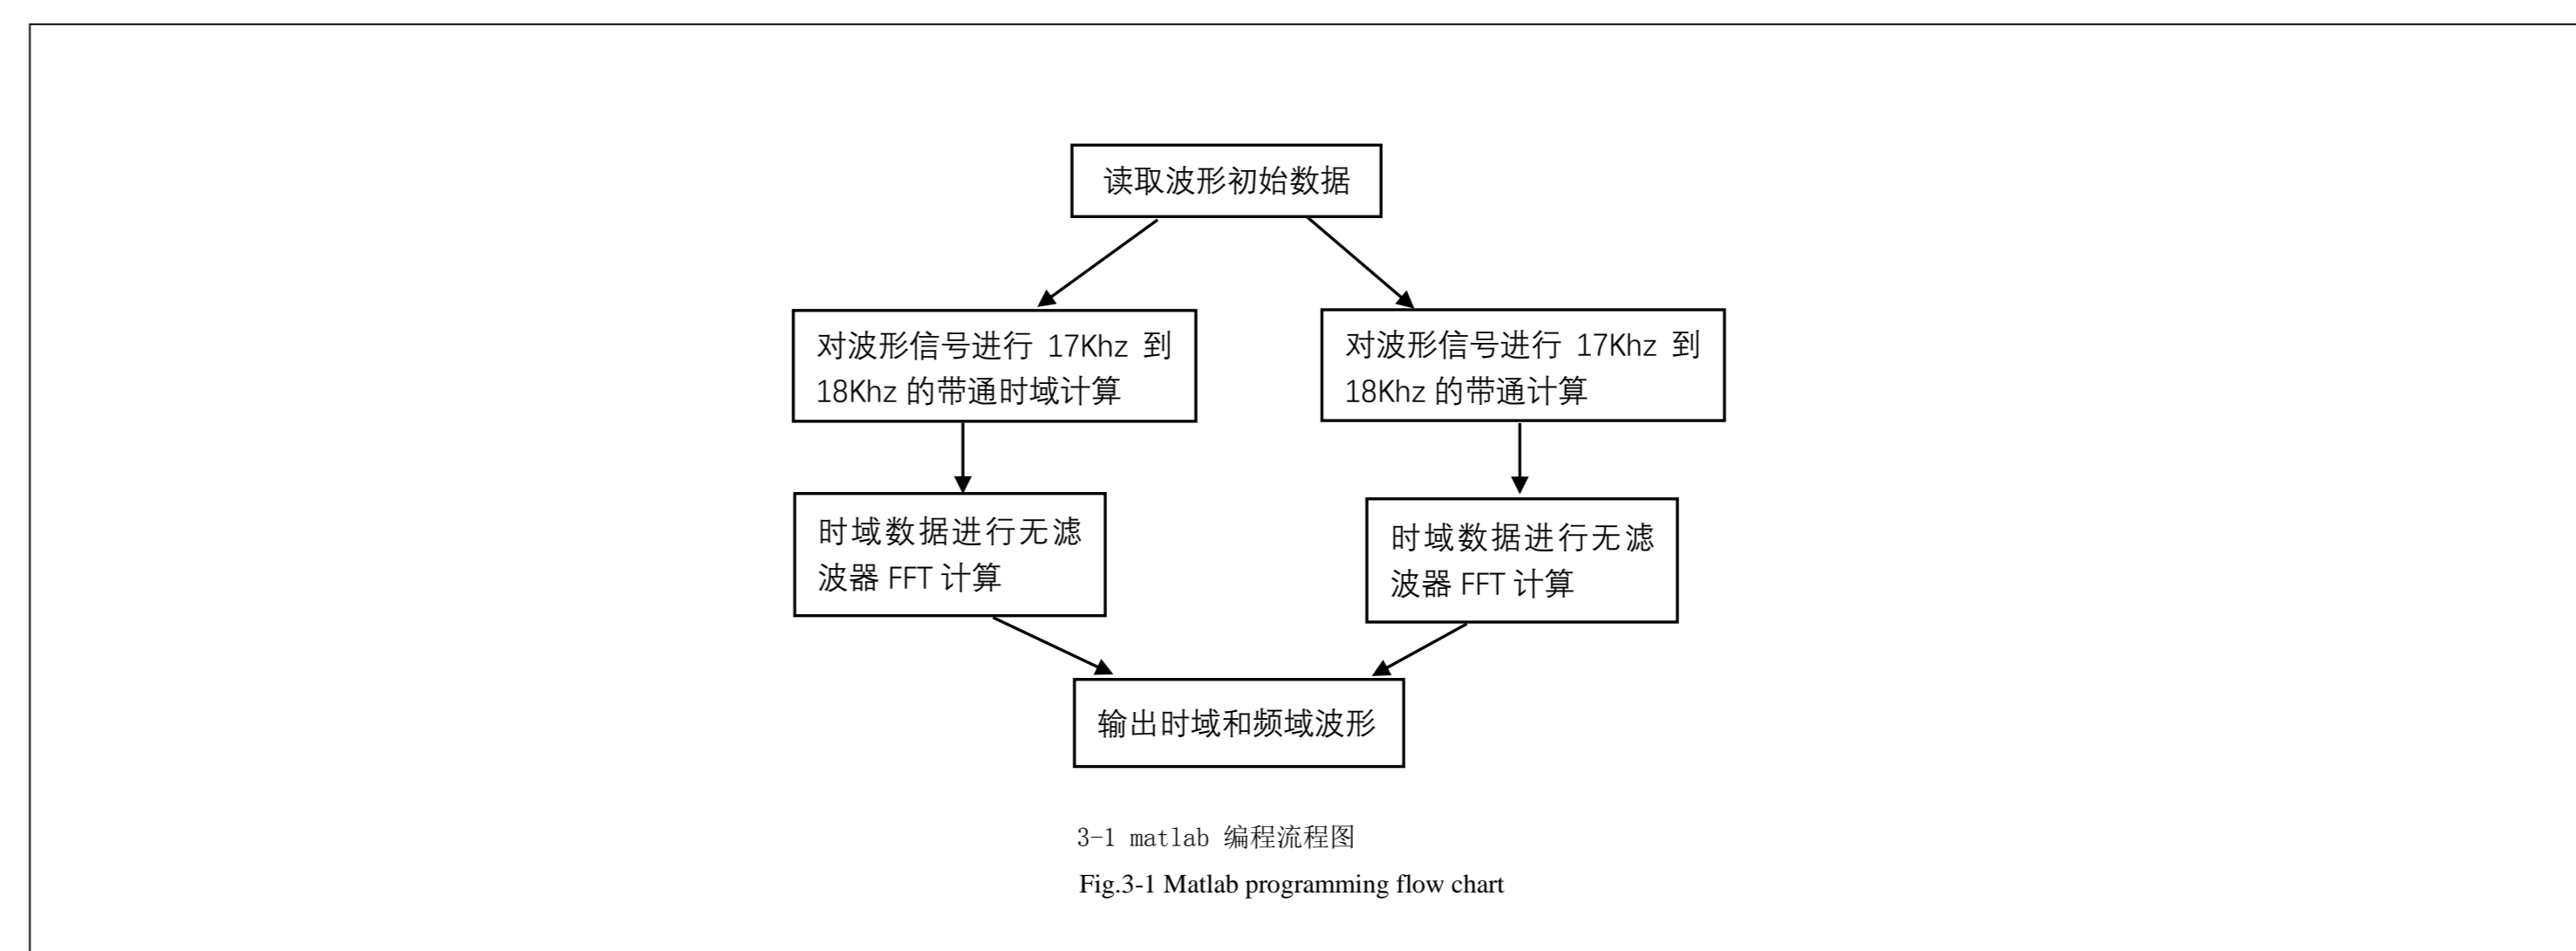 读取波形初始数据
对波形信号进行 17Khz 到
18Khz 的带通时域计算
对波形信号进行 17Khz 到
18Khz 的带通计算
时域数据进行无滤
波器 FFT 计算
时域数据进行无滤
波器 FFT 计算
输出时域和频域波形
3-1 matlab 编程流程图
Fig.3-1 Matlab programming flow chart